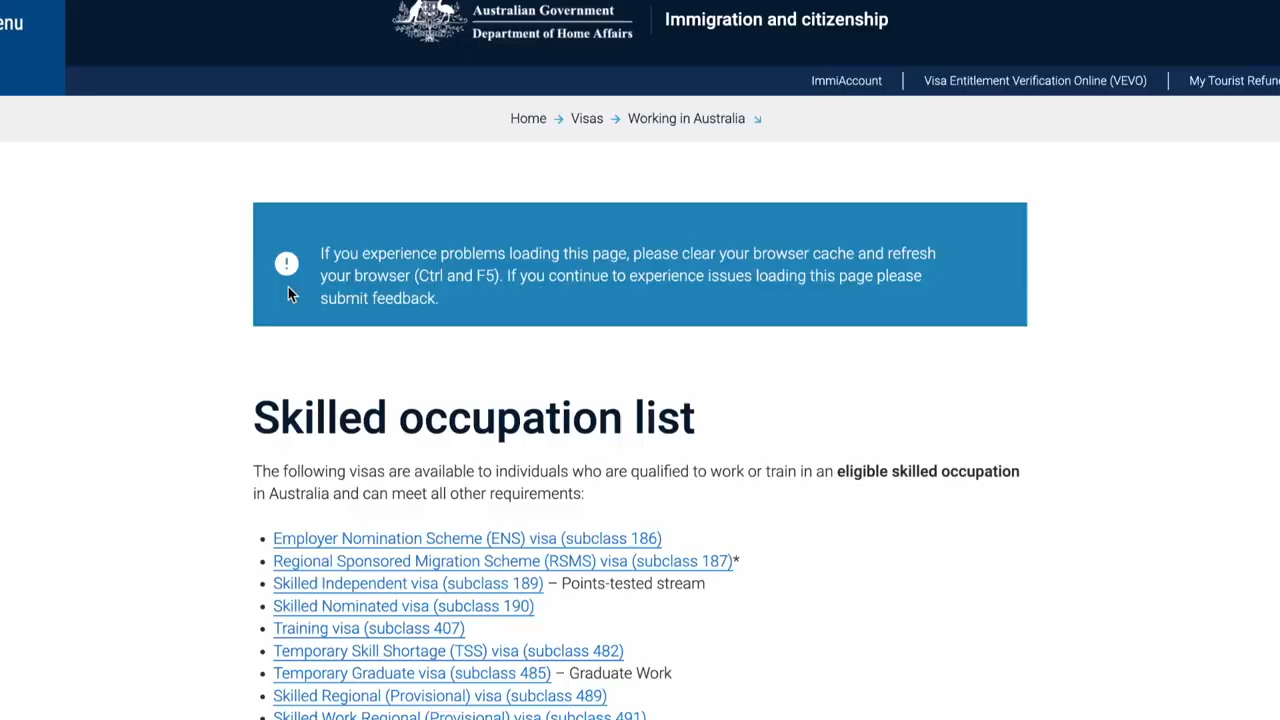 enu
Australian Government
Department of Home Affairs
Immigration and citizenship
ImmiAccount
Visa Entitlement Verification Online (VEVO)
My Tourist Refun
Home → Visas → Working in Australia ↘
If you experience problems loading this page, please clear your browser cache and refresh
your browser (Ctrl and F5). If you continue to experience issues loading this page please
submit feedback.
Skilled occupation list
The following visas are available to individuals who are qualified to work or train in an eligible skilled occupation
in Australia and can meet all other requirements:
• Employer Nomination Scheme (ENS) visa (subclass 186)
• Regional Sponsored Migration Scheme (RSMS) visa (subclass 187)*
• Skilled Independent visa (subclass 189) – Points-tested stream
• Skilled Nominated visa (subclass 190)
• Training visa (subclass 407)
• Temporary Skill Shortage (TSS) visa (subclass 482)
• Temporary Graduate visa (subclass 485) – Graduate Work
• Skilled Regional (Provisional) visa (subclass 489)
• Skilled Work Regional (Provisional) visa (subclass 491)